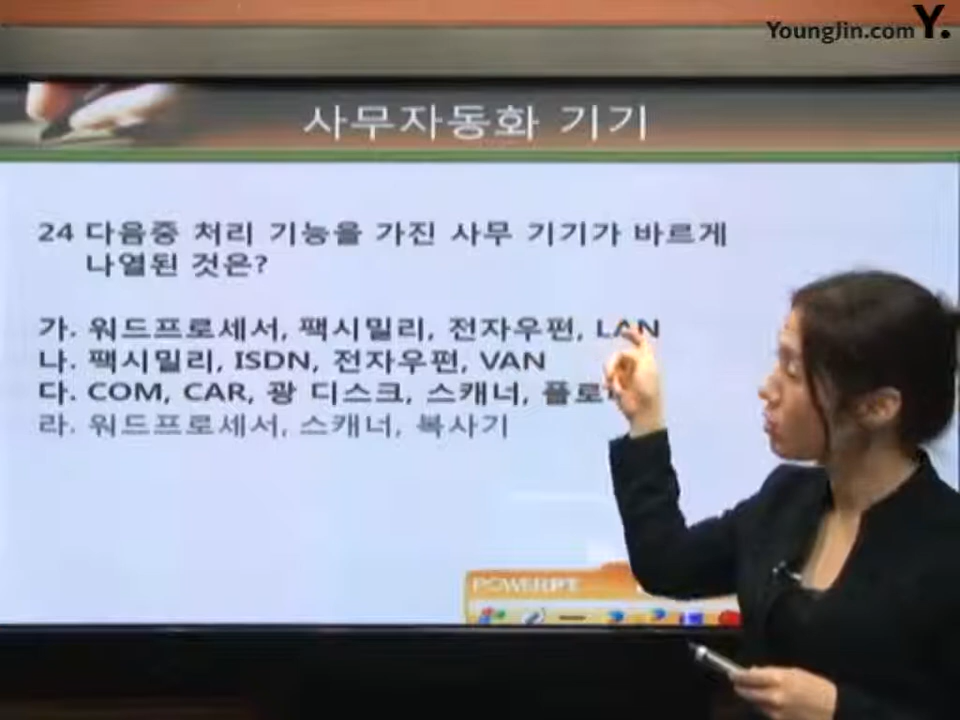 YoungJin.com Y.
사무자동화 기기
24 다음중 처리 기능을 가진 사무 기기가 바르게
나열된 것은?
가. 워드프로세서, 팩시밀리, 전자우편, LAN
나. 팩시밀리, ISDN, 전자우편, VAN
다. COM, CAR, 광 디스크, 스캐너,
라. 워드프로세서, 스캐너, 복사기
POWERPT